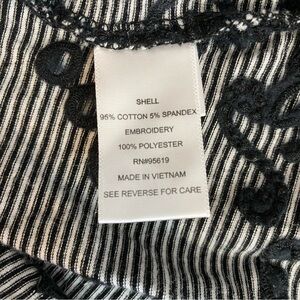 SHELL
95% COTTON 5% SPANDEX
EMBROIDERY
100% POLYESTER
RN#95619
MADE IN VIETNAM
SEE REVERSE FOR CARE